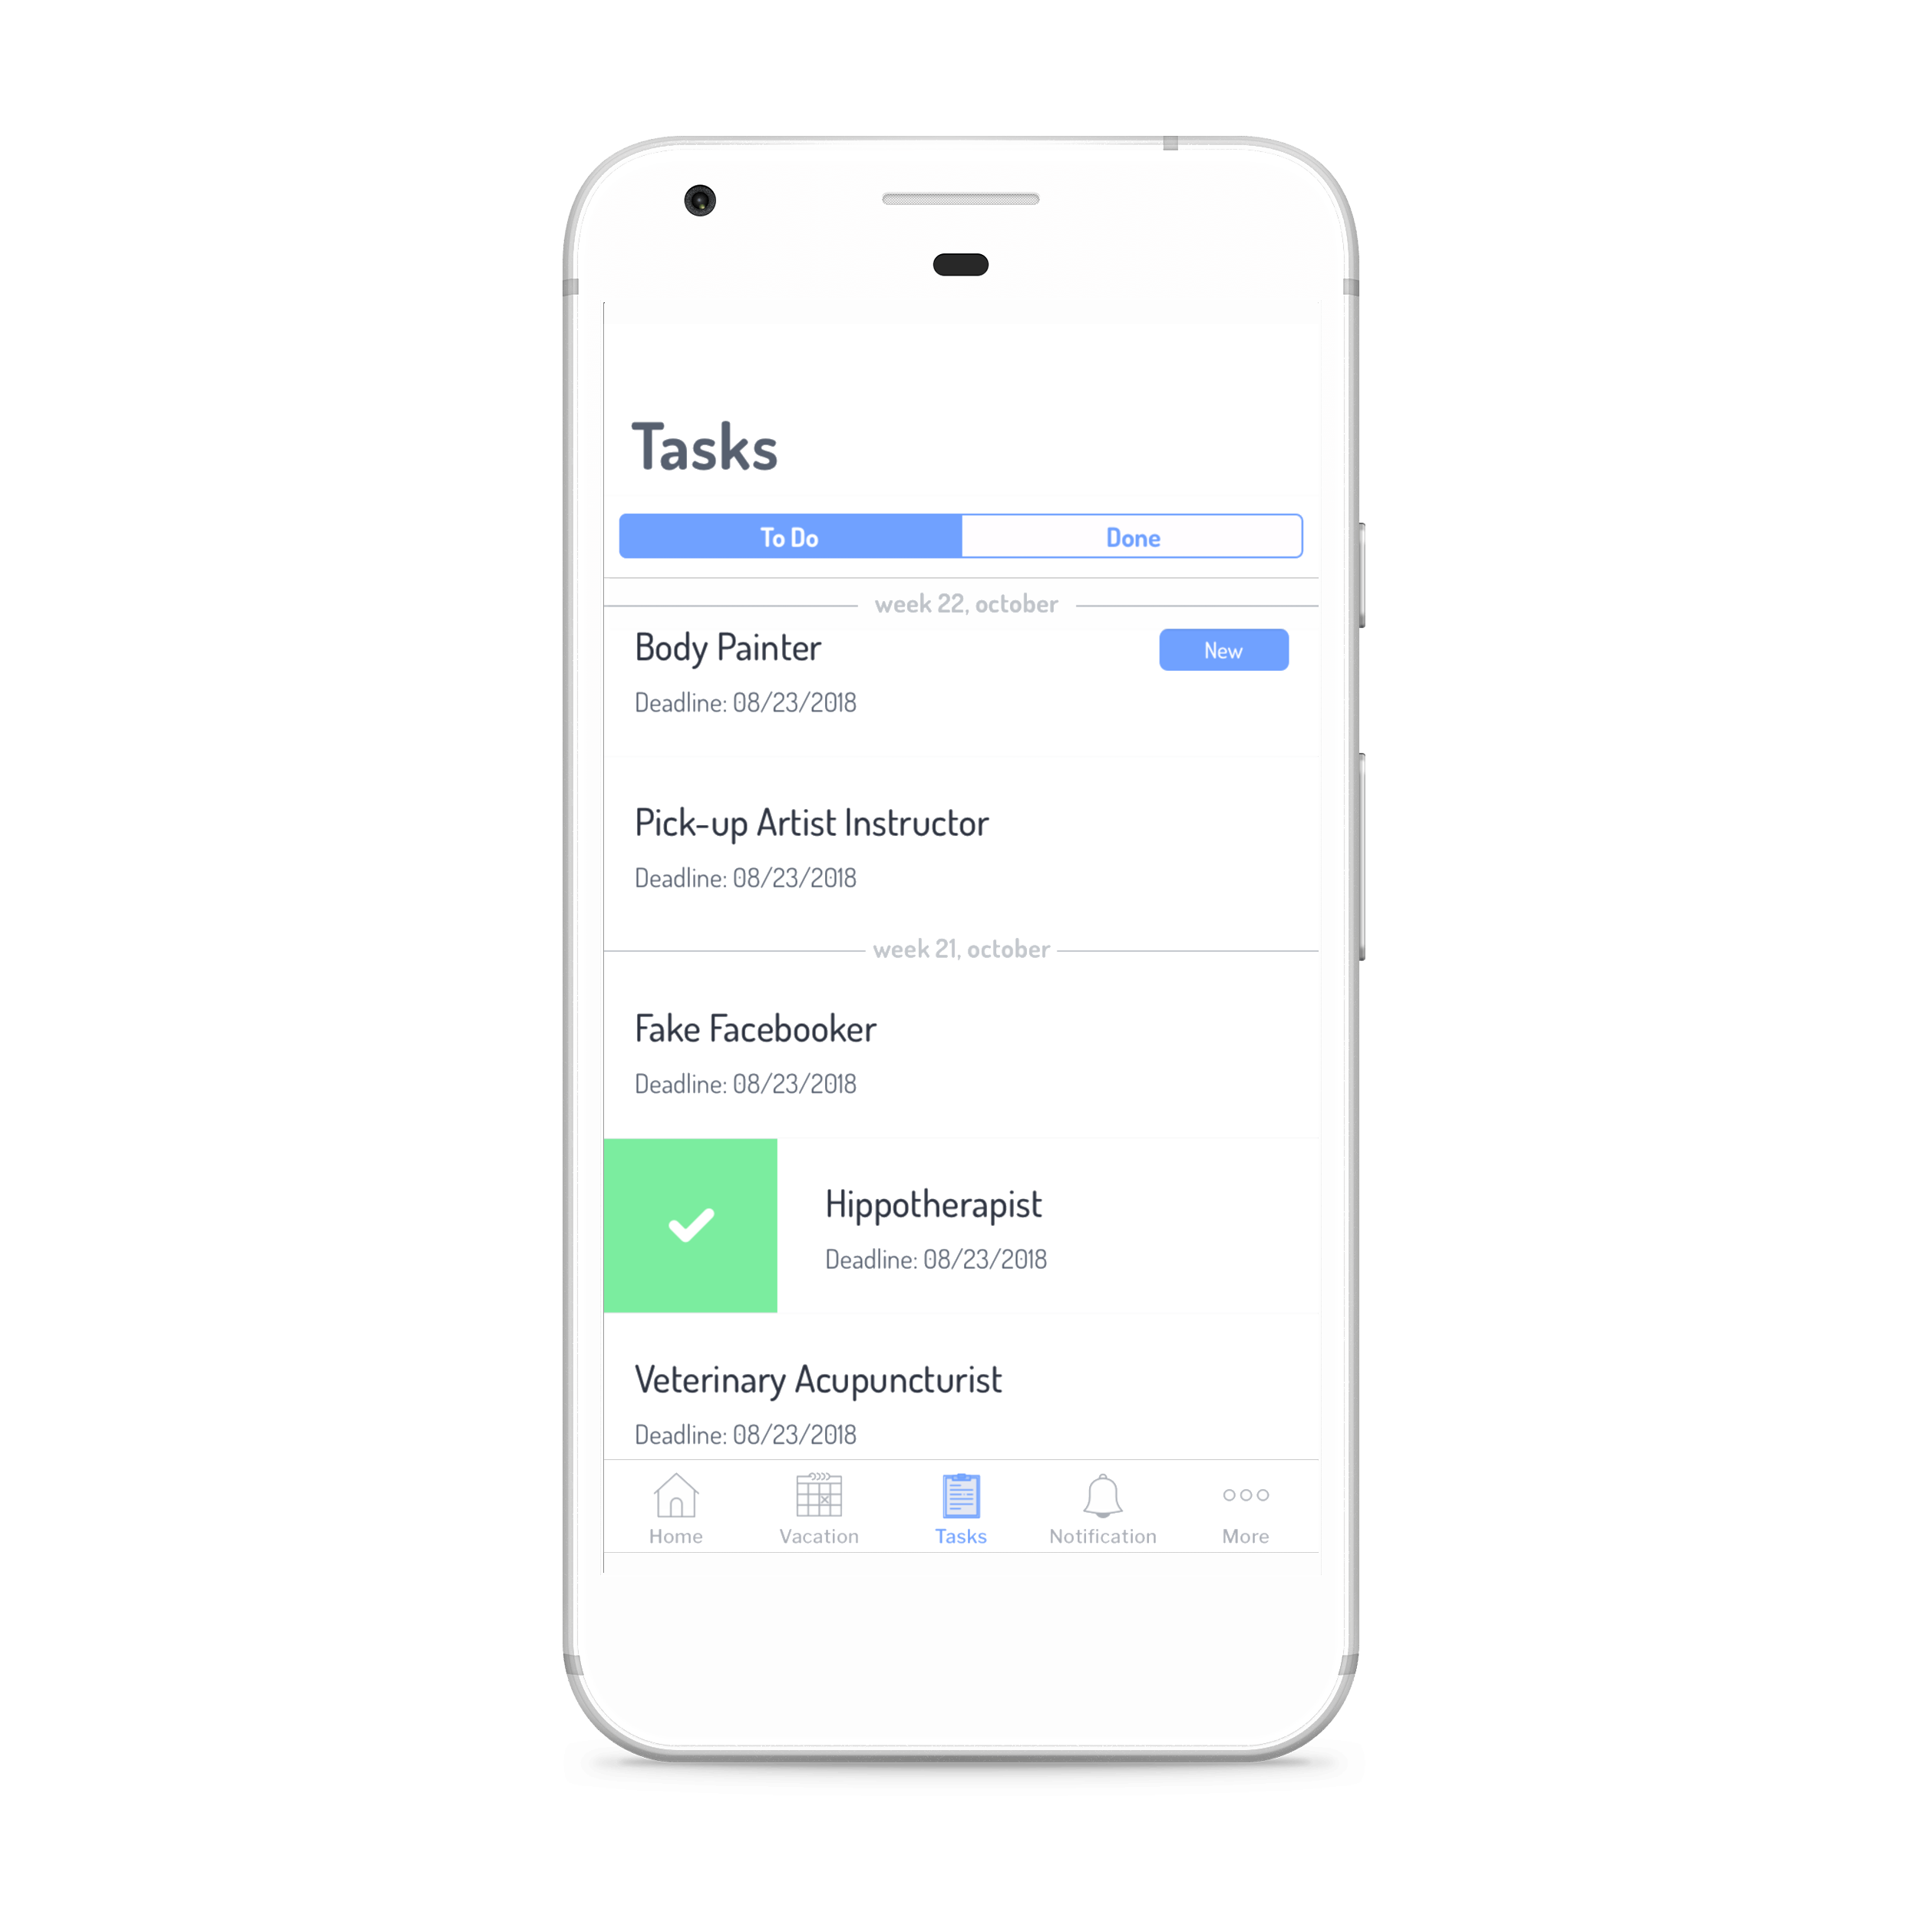 Tasks
To Do
Done
week 22, october
Body Painter
New
Deadline: 08/23/2018
Pick-up Artist Instructor
Deadline: 08/23/2018
week 21, october
Fake Facebooker
Deadline: 08/23/2018
Hippotherapist
Deadline: 08/23/2018
Veterinary Acupuncturist
Deadline: 08/23/2018
Home
Vacation
Tasks
Notification
More